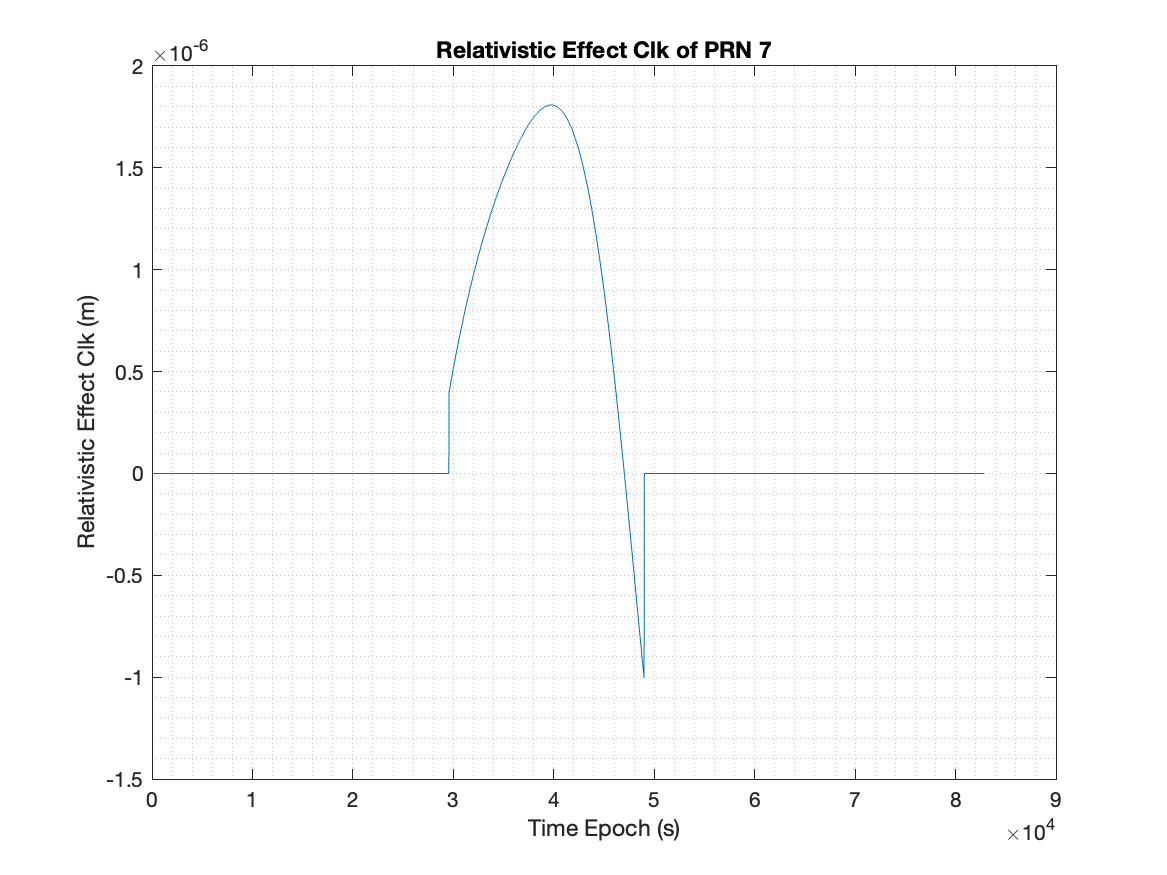 Relativistic Effect Clk of PRN 7
×10-6
2
1.5
1
0.5
0
-0.5
-1
-1.5
Relativistic Effect Clk (m)
0 1 2 3 4 5 6 7 8 9
Time Epoch (s)
×104